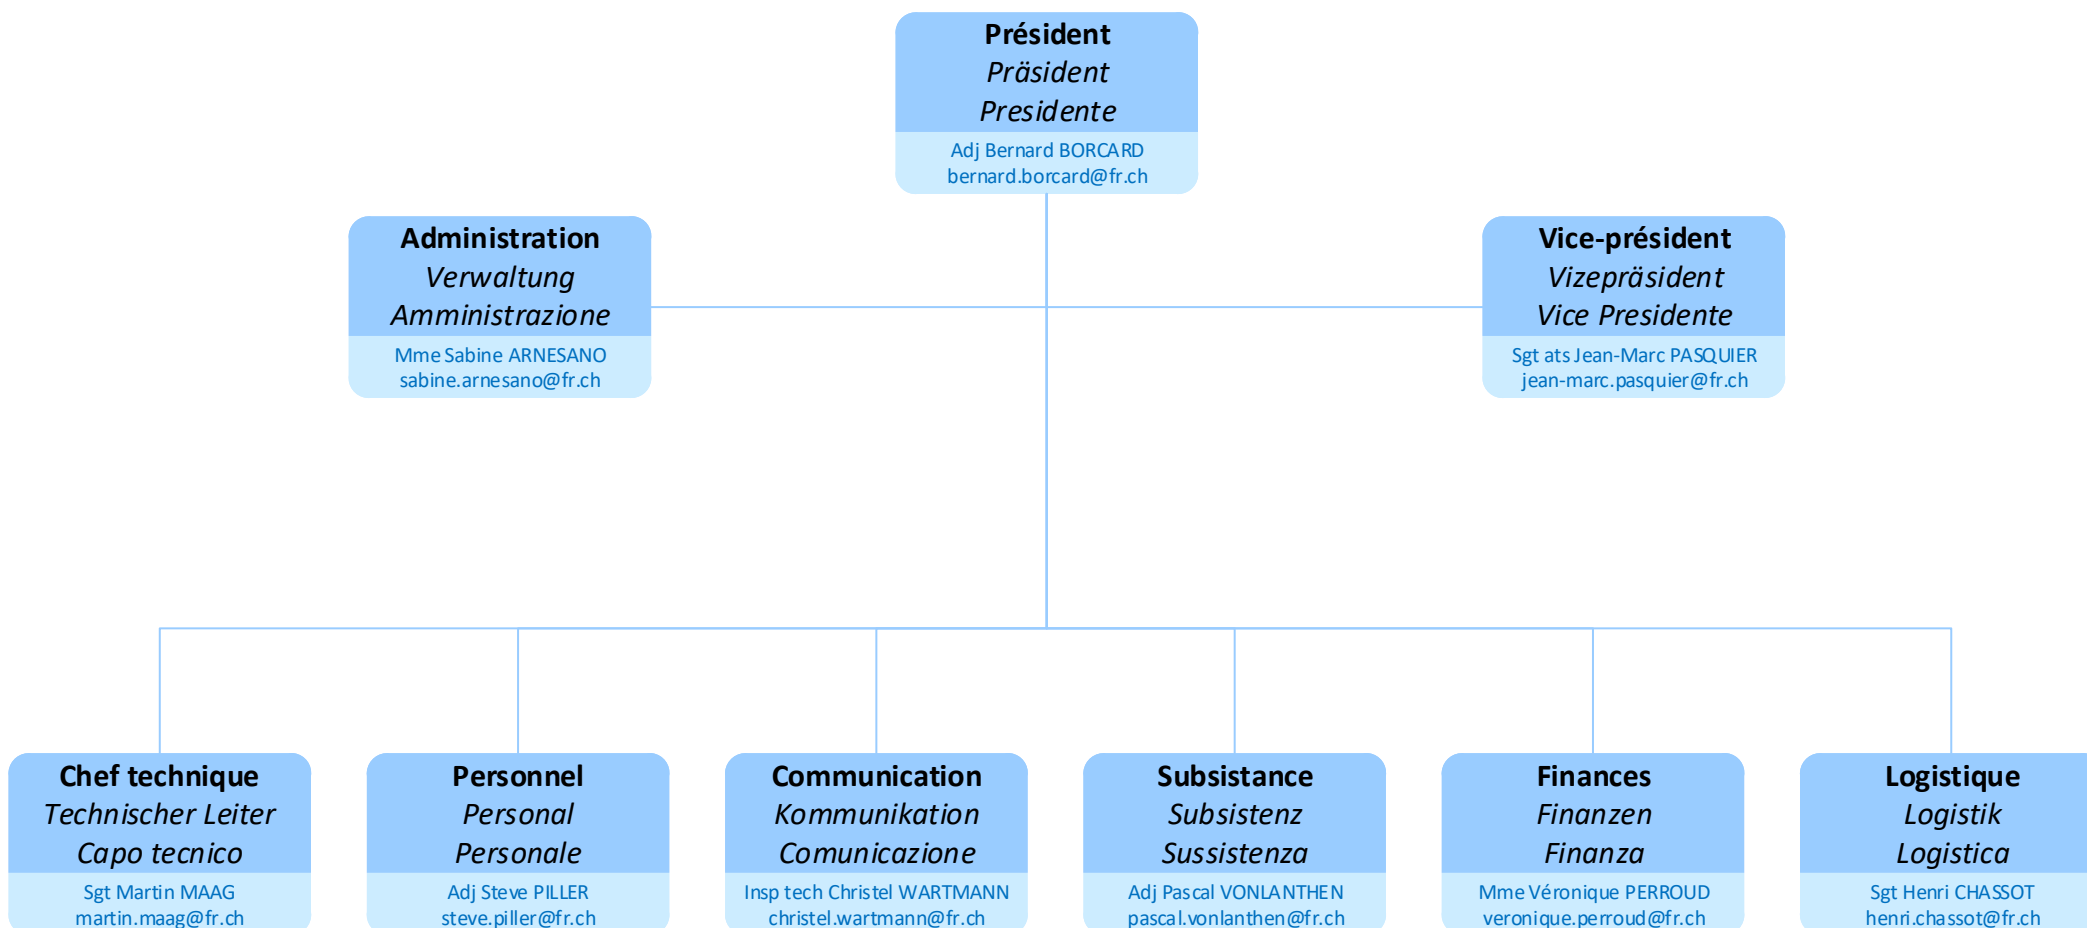 Président
Präsident
Presidente
Adj Bernard BORCARD
bernard.borcard@fr.ch
Administration
Verwaltung
Amministrazione
Mme Sabine ARNESANO
sabine.arnesano@fr.ch
Vice-président
Vizepräsident
Vice Presidente
Sgt ats Jean-Marc PASQUIER
jean-marc.pasquier@fr.ch
Chef technique
Technischer Leiter
Capo tecnico
Sgt Martin MAAG
martin.maag@fr.ch
Personnel
Personal
Personale
Adj Steve PILLER
steve.piller@fr.ch
Communication
Kommunikation
Comunicazione
Insp tech Christel WARTMANN
christel.wartmann@fr.ch
Subsistance
Subsistenz
Sussistenza
Adj Pascal VONLANTHEN
pascal.vonlanthen@fr.ch
Finances
Finanzen
Finanza
Mme Véronique PERROUD
veronique.perroud@fr.ch
Logistique
Logistik
Logistica
Sgt Henri CHASSOT
henri.chassot@fr.ch